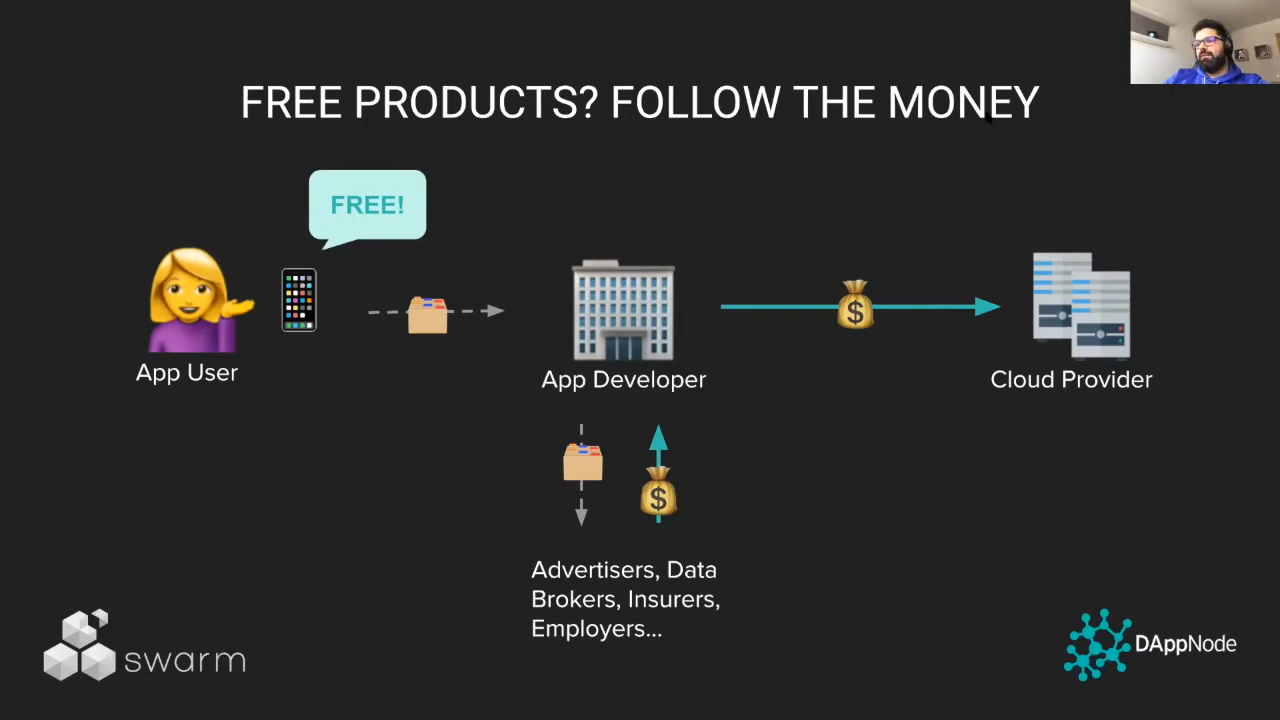 FREE PRODUCTS? FOLLOW THE MONEY
FREE!
$
App User
App Developer
Cloud Provider
$
Advertisers, Data
Brokers, Insurers,
Employers...
swarm
DAppNode